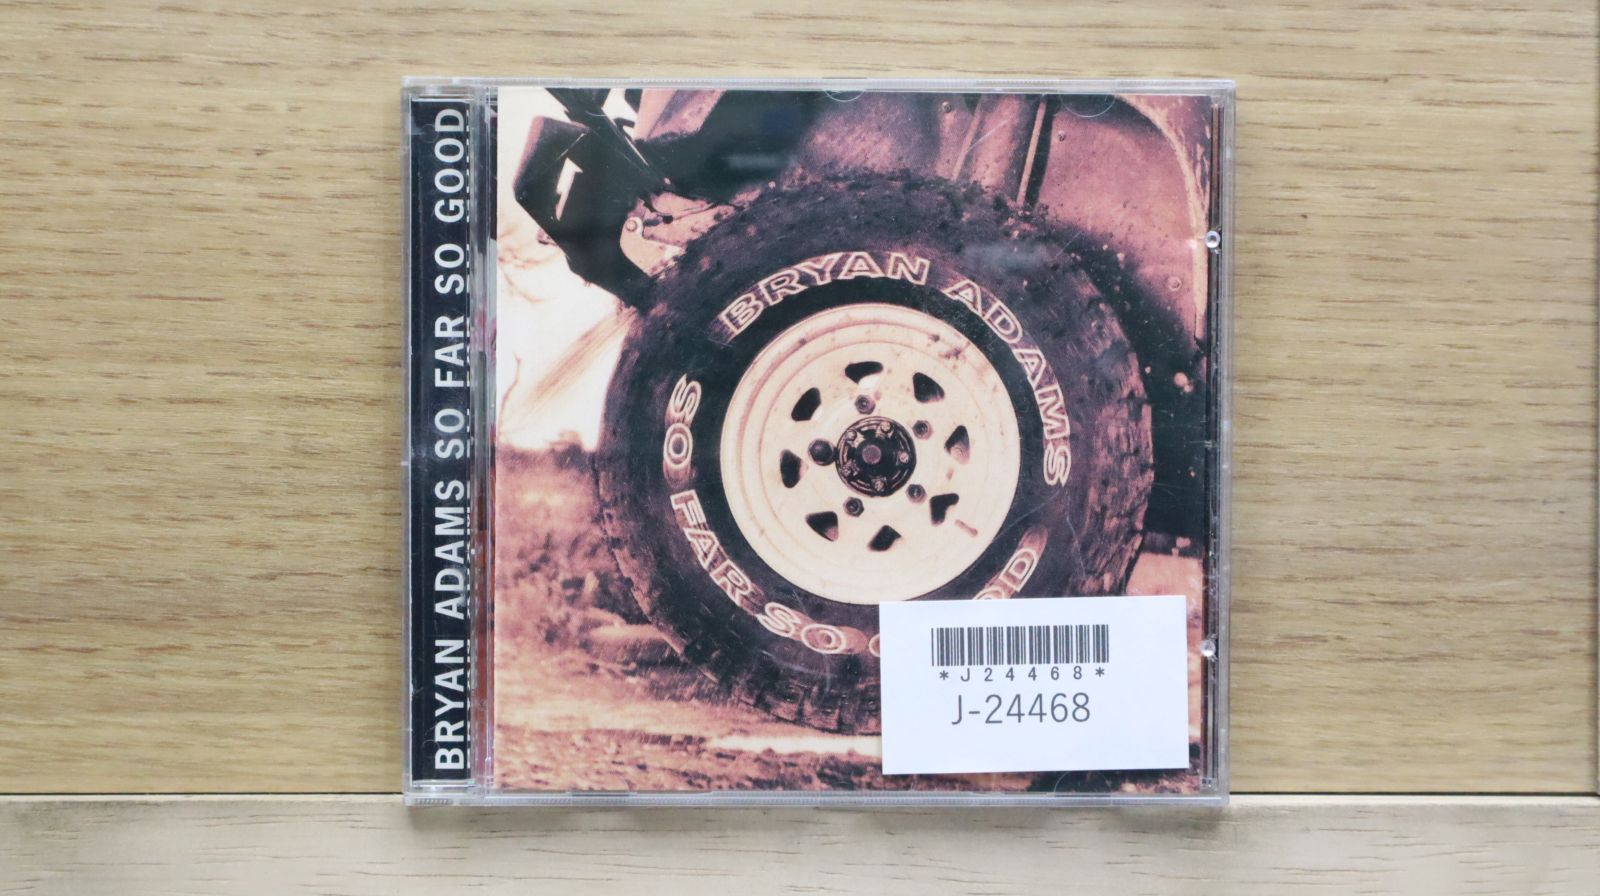 BRYAN ADAMS SO FAR SO GOOD
BRYAN ADAMS
SO FAR SO
*J24468*
J-24468